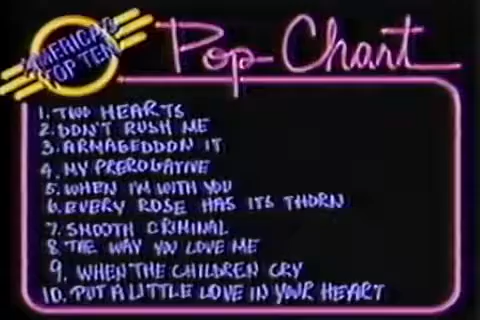 AMERICA'S
TOP TEN
Pop Chart
1. TWO HEARTS
2. DON'T RUSH ME
3. ARMAGEDDON IT
4. MY PREROGATIVE
5. WHEN I'M WITH YOU
6. EVERY ROSE HAS ITS THORN
7. SMOOTH CRIMINAL
8. THE WAY YOU LOVE ME
9. WHEN THE CHILDREN CRY
10. PUT A LITTLE LOVE IN YOUR HEART